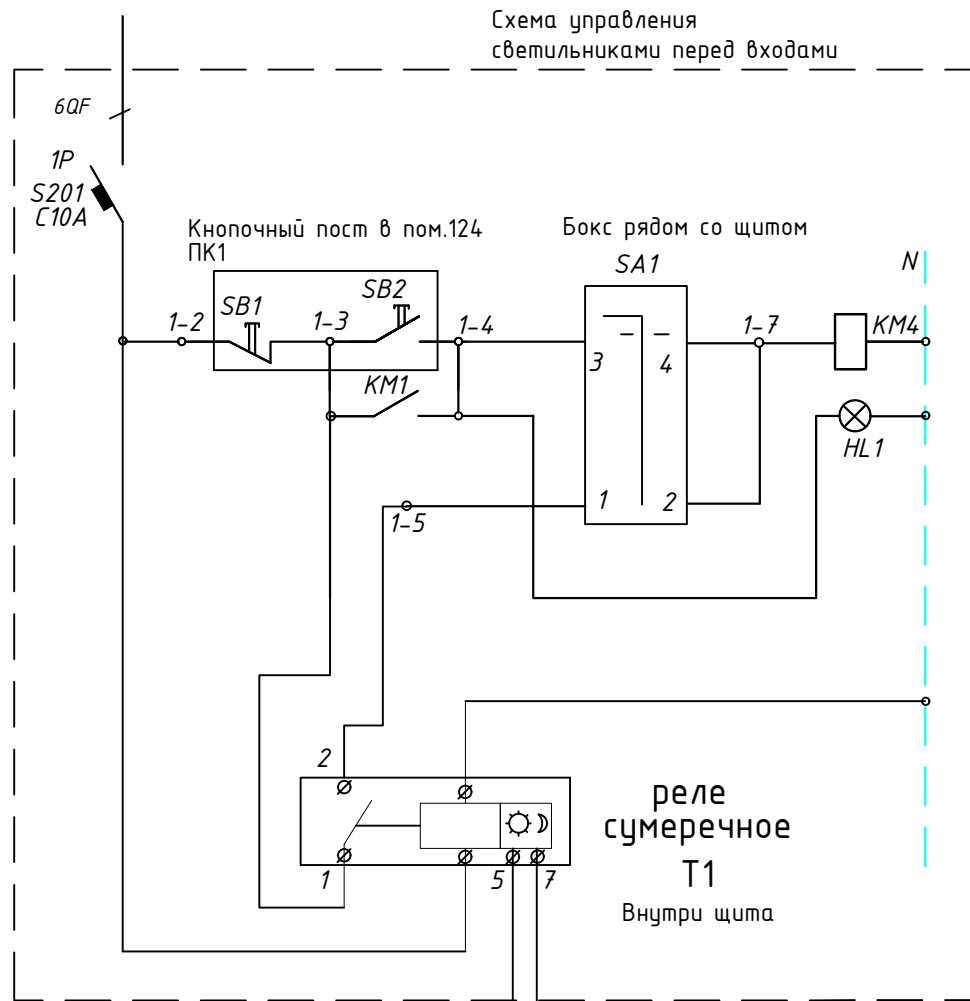 Схема управления
светильниками перед входами
6QF
1P
S201
C10A
Кнопочный пост в пом.124
ПК1
Бокс рядом со щитом
SA1
N
SB1
SB2
1-2
1-3
1-4
1-7
KM4
3
4
KM1
HL1
1
2
1-5
2
1
5
7
реле
сумеречное
T1
Внутри щита